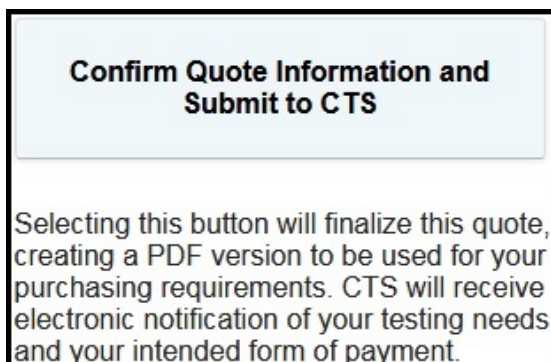 Confirm Quote Information and
Submit to CTS
Selecting this button will finalize this quote,
creating a PDF version to be used for your
purchasing requirements. CTS will receive
electronic notification of your testing needs
and your intended form of payment.